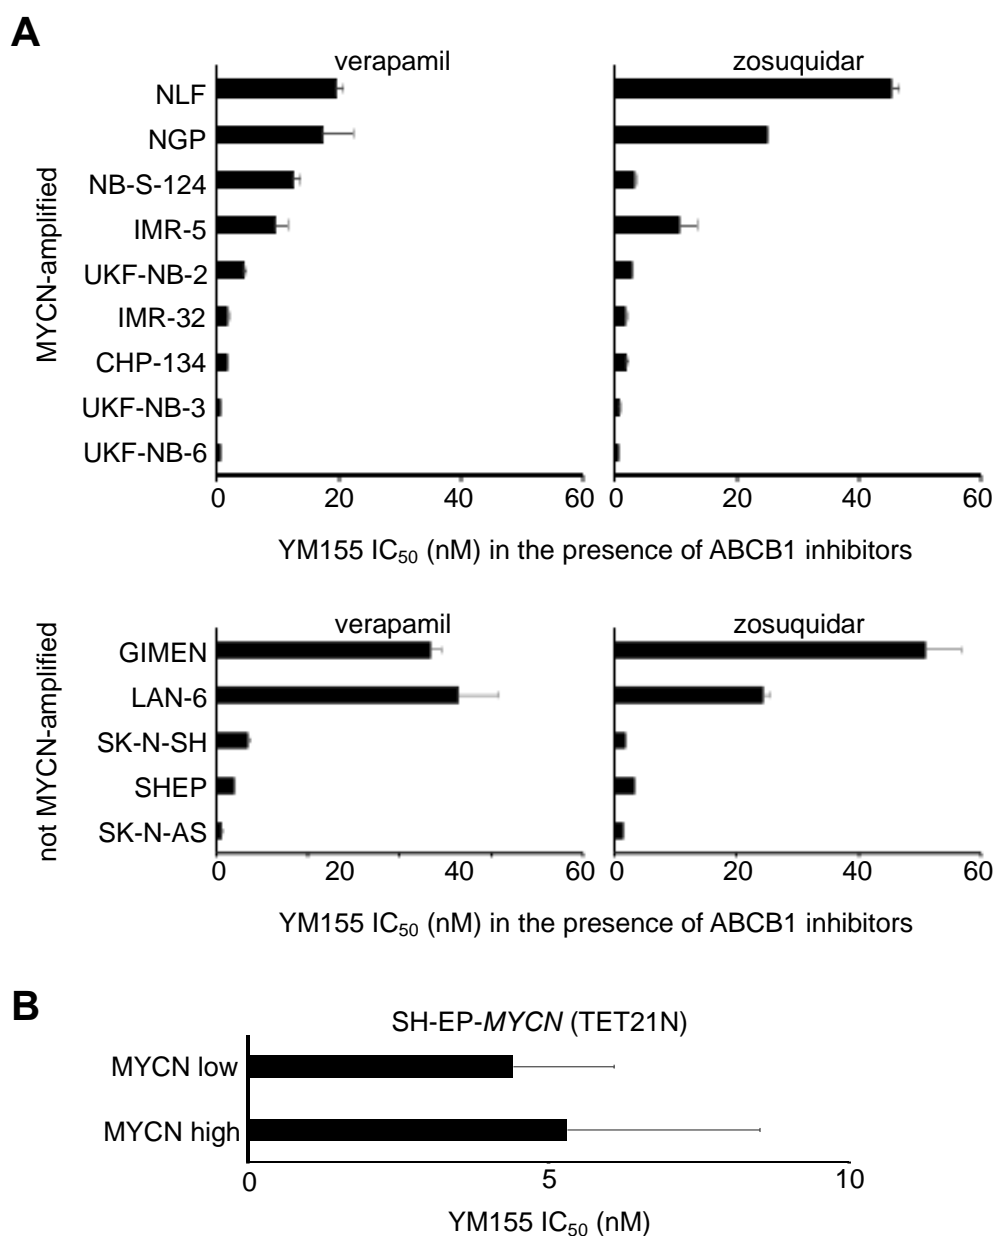 A
verapamil
zosuquidar
MYCN-amplified
NLF
NGP
NB-S-124
IMR-5
UKF-NB-2
IMR-32
CHP-134
UKF-NB-3
UKF-NB-6
0 20 40 60
0 20 40 60
YM155 IC₅₀ (nM) in the presence of ABCB1 inhibitors
verapamil
zosuquidar
not MYCN-amplified
GIMEN
LAN-6
SK-N-SH
SHEP
SK-N-AS
0 20 40 60
0 20 40 60
YM155 IC₅₀ (nM) in the presence of ABCB1 inhibitors
B
SH-EP-MYCN (TET21N)
MYCN low
MYCN high
0 5 10
YM155 IC₅₀ (nM)